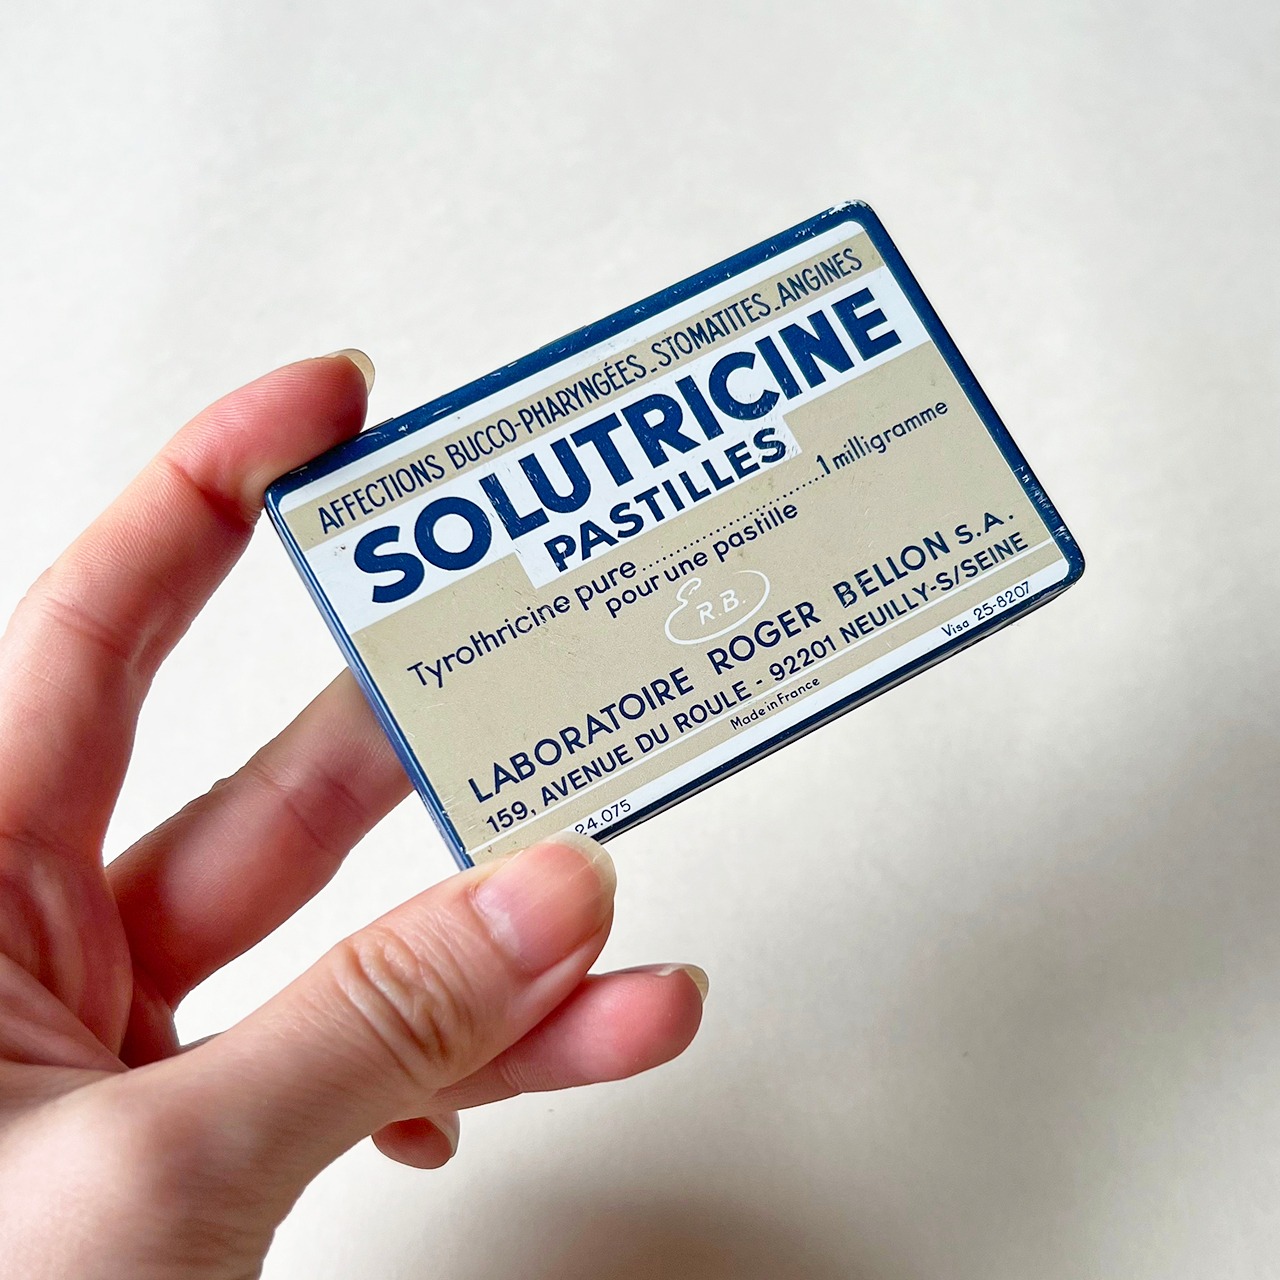 AFFECTIONS BUCCO-PHARYNGÉES_STOMATITES_ANGINES
SOLUTRICINE
PASTILLES
Tyrothricine pure........................1 milligramme
pour une pastille
R.B.
LABORATOIRE ROGER BELLON S.A.
159, AVENUE DU ROULE - 92201 NEUILLY-S/SEINE
24.075 Made in France Visa 25-8207